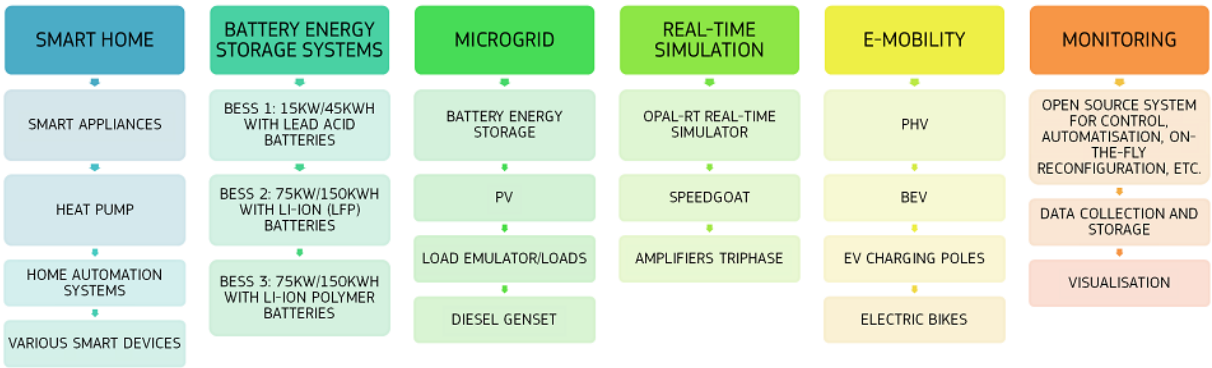 SMART HOME
SMART APPLIANCES
HEAT PUMP
HOME AUTOMATION
SYSTEMS
VARIOUS SMART DEVICES
BATTERY ENERGY
STORAGE SYSTEMS
BESS 1: 15KW/45KWH
WITH LEAD ACID
BATTERIES
BESS 2: 75KW/150KWH
WITH LI-ION (LFP)
BATTERIES
BESS 3: 75KW/150KWH
WITH LI-ION POLYMER
BATTERIES
MICROGRID
BATTERY ENERGY
STORAGE
PV
LOAD EMULATOR/LOADS
DIESEL GENSET
REAL-TIME
SIMULATION
OPAL-RT REAL-TIME
SIMULATOR
SPEEDGOAT
AMPLIFIERS TRIPHASE
E-MOBILITY
PHV
BEV
EV CHARGING POLES
ELECTRIC BIKES
MONITORING
OPEN SOURCE SYSTEM
FOR CONTROL,
AUTOMATISATION, ON-
THE-FLY
RECONFIGURATION, ETC.
DATA COLLECTION AND
STORAGE
VISUALISATION